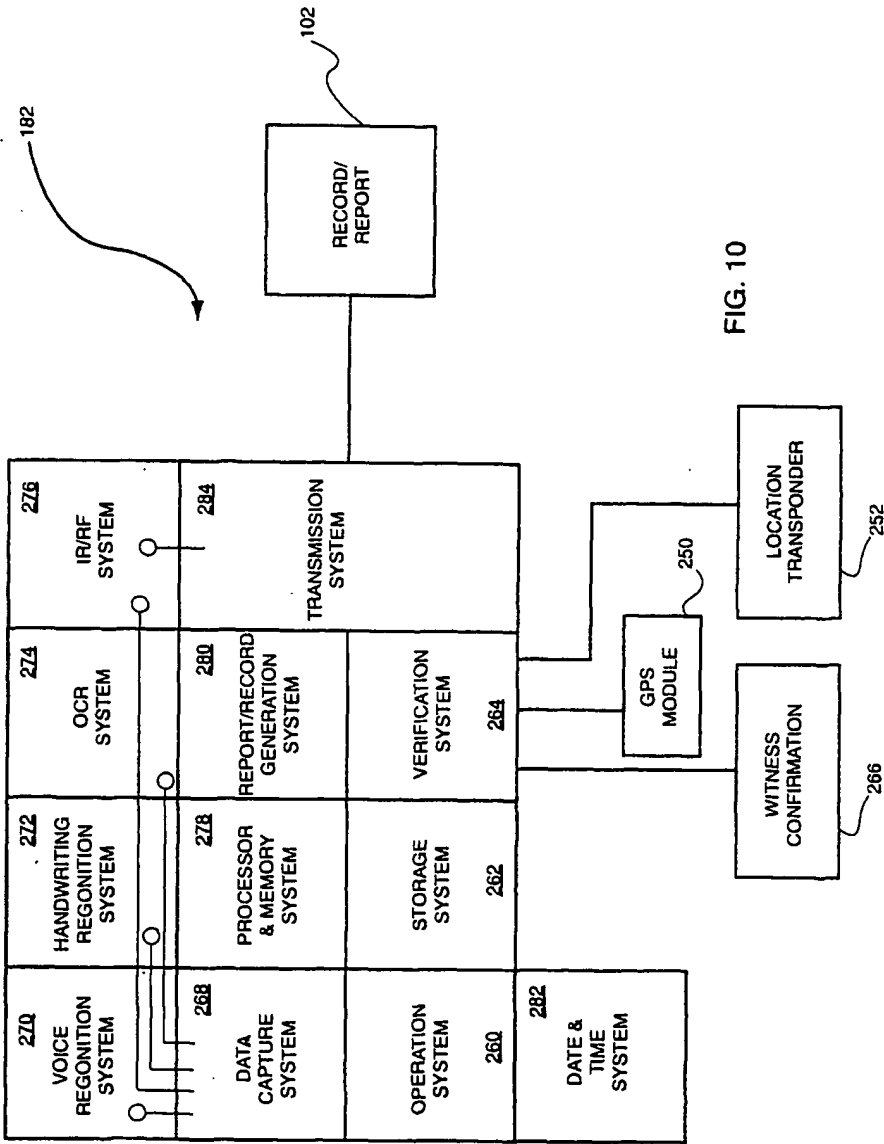 182
102
RECORD/
REPORT
270
VOICE
REGONITION
SYSTEM
272
HANDWRITING
REGONITION
SYSTEM
274
OCR
SYSTEM
276
IR/RF
SYSTEM
268
DATA
CAPTURE
SYSTEM
278
PROCESSOR
& MEMORY
SYSTEM
280
REPORT/RECORD
GENERATION
SYSTEM
284
TRANSMISSION
SYSTEM
OPERATION
SYSTEM
260
STORAGE
SYSTEM
262
VERIFICATION
SYSTEM
264
282
DATE &
TIME
SYSTEM
WITNESS
CONFIRMATION
266
GPS
MODULE
250
LOCATION
TRANSPONDER
252
FIG. 10